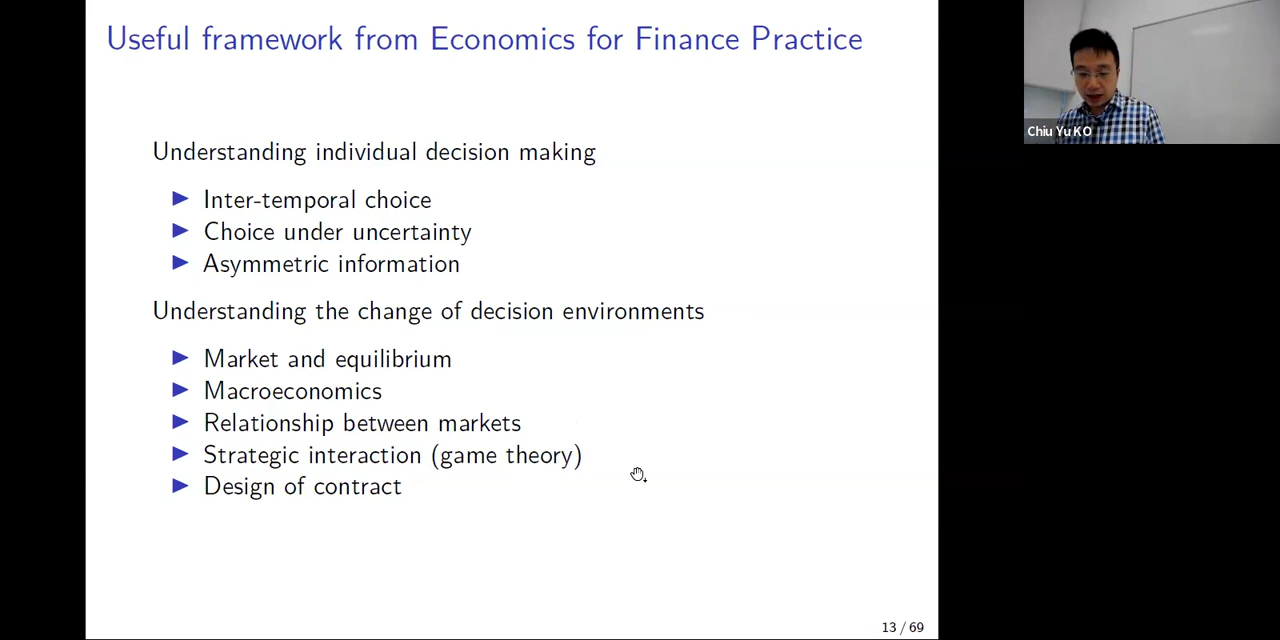 Useful framework from Economics for Finance Practice
Chiu Yu KO
Understanding individual decision making
Inter-temporal choice
Choice under uncertainty
Asymmetric information
Understanding the change of decision environments
Market and equilibrium
Macroeconomics
Relationship between markets
Strategic interaction (game theory)
Design of contract
13 / 69